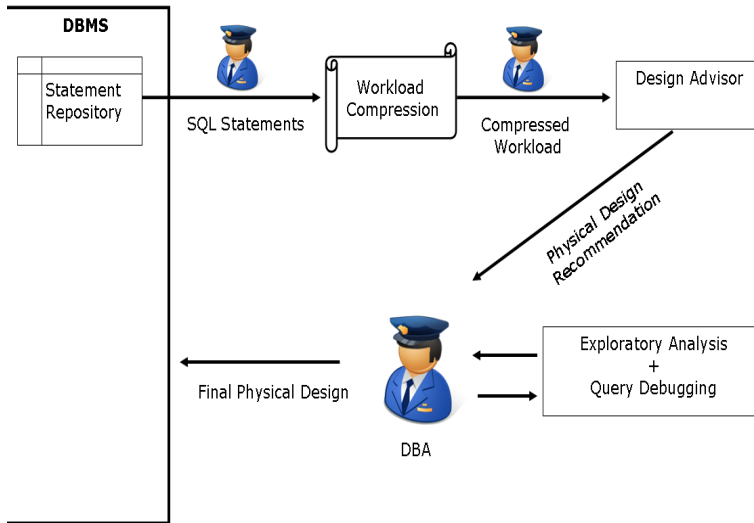 DBMS
Statement
Repository
SQL Statements
Workload
Compression
Compressed
Workload
Design Advisor
Physical Design
Recommendation
Exploratory Analysis
+
Query Debugging
DBA
Final Physical Design